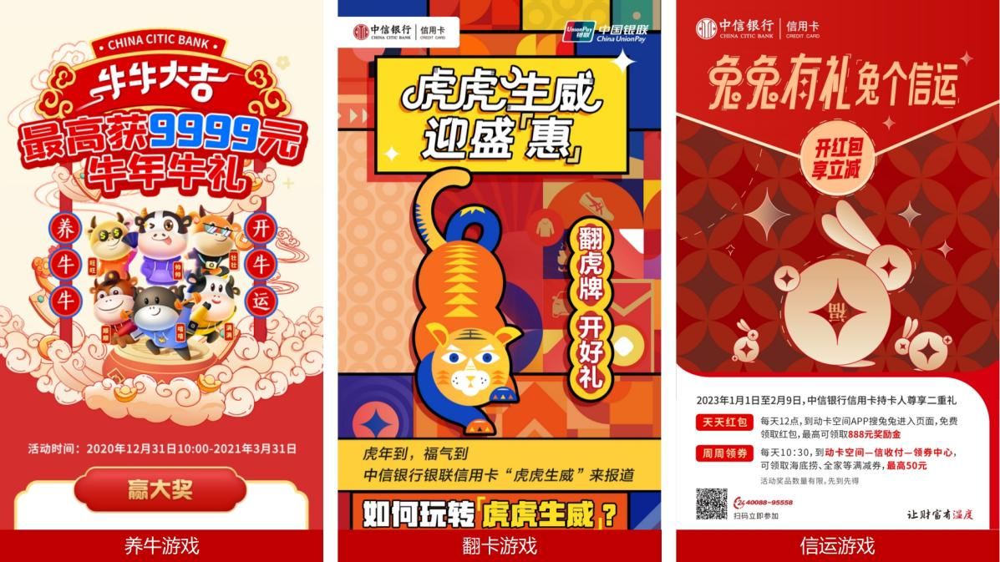 · CHINA CITIC BANK ·
牛牛大吉
最高获9999元
牛年牛礼
养牛牛
开牛运
旺旺
帅帅
壮壮
顺顺
嘻嘻
满满
活动时间：2020年12月31日10:00-2021年3月31日
赢大奖
养牛游戏
中信银行
CHINA CITIC BANK
信用卡
CREDIT CARD
UnionPay
银联
中国银联
China UnionPay
虎虎生威
迎盛「惠」
翻虎牌 开好礼
虎年到，福气到
中信银行银联信用卡“虎虎生威”来报道
如何玩转「虎虎生威」？
翻卡游戏
中信银行
CHINA CITIC BANK
信用卡
CREDIT CARD
兔兔有礼 兔个信运
开红包
享立减
福
2023年1月1日至2月9日，中信银行信用卡持卡人尊享二重礼
天天红包
每天12点，到动卡空间APP搜兔兔进入页面，免费
领取红包，最高可领取888元奖励金
周周领券
每天10：30，到动卡空间—信收付—领券中心，
可领取海底捞、全家等满减券，最高50元
活动奖品数量有限，先到先得
24 40088-95558
扫码立即参加
让财富有温度
信运游戏